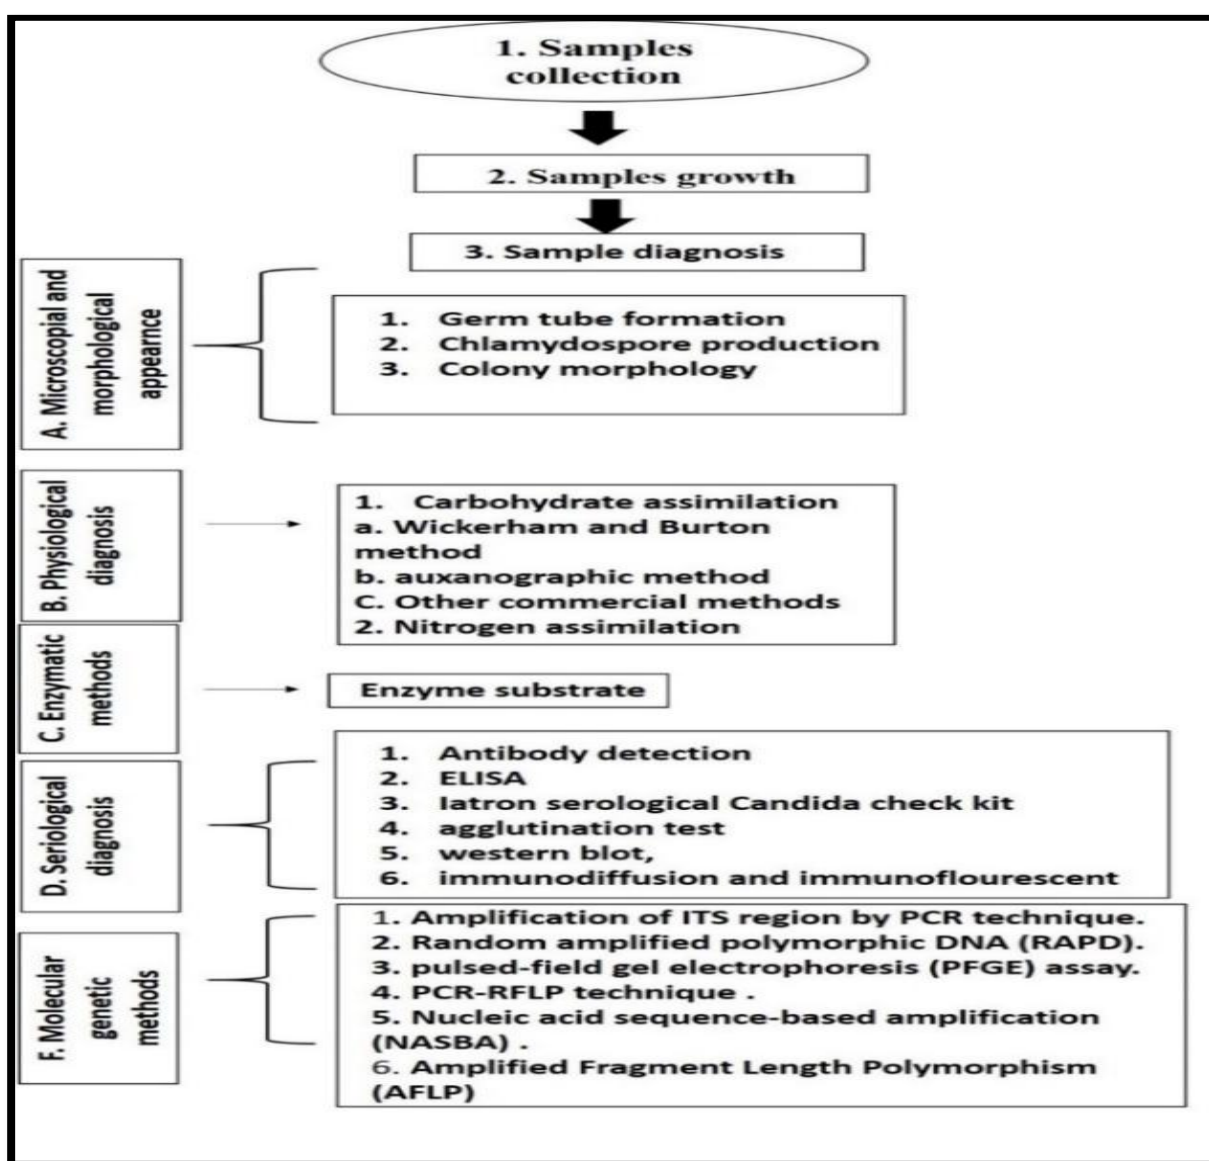 1. Samples
collection
2. Samples growth
3. Sample diagnosis
A. Microscopial and
morphological
appearnce
1. Germ tube formation
2. Chlamydospore production
3. Colony morphology
B. Physiological
diagnosis
1. Carbohydrate assimilation
a. Wickerham and Burton
method
b. auxanographic method
C. Other commercial methods
2. Nitrogen assimilation
C. Enzymatic
methods
Enzyme substrate
D. Seriological
diagnosis
1. Antibody detection
2. ELISA
3. Iatron serological Candida check kit
4. agglutination test
5. western blot,
6. immunodiffusion and immunoflourescent
F. Molecular
genetic
methods
1. Amplification of ITS region by PCR technique.
2. Random amplified polymorphic DNA (RAPD).
3. pulsed-field gel electrophoresis (PFGE) assay.
4. PCR-RFLP technique .
5. Nucleic acid sequence-based amplification
(NASBA) .
6. Amplified Fragment Length Polymorphism
(AFLP)